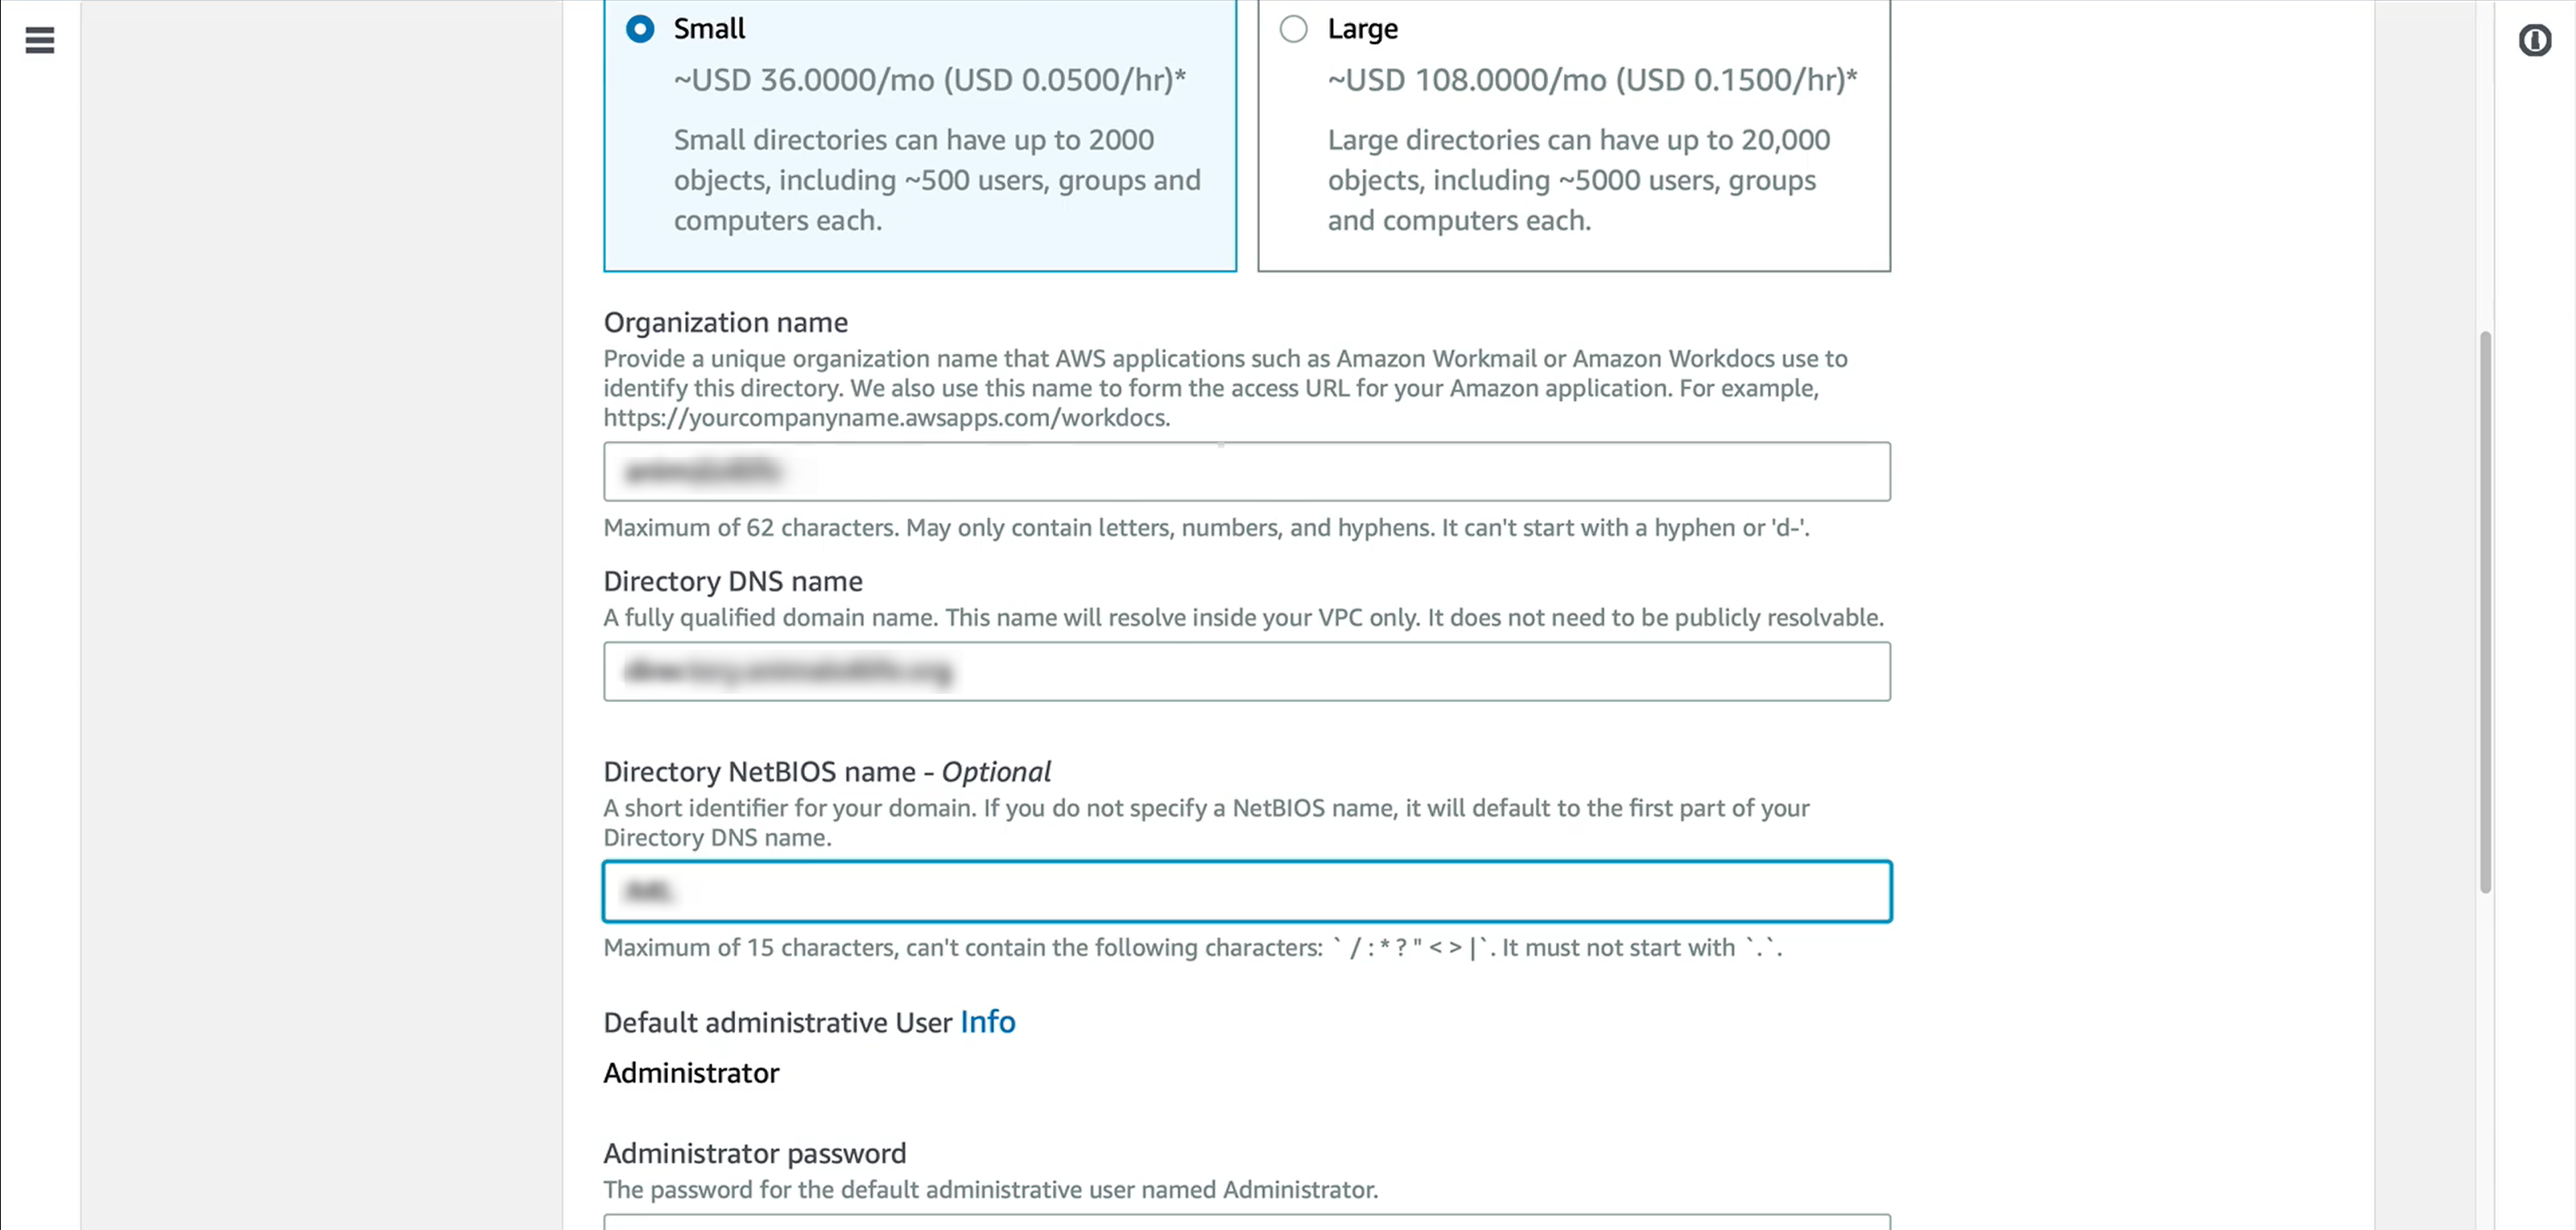 Small
~USD 36.0000/mo (USD 0.0500/hr)*
Small directories can have up to 2000
objects, including ~500 users, groups and
computers each.
Large
~USD 108.0000/mo (USD 0.1500/hr)*
Large directories can have up to 20,000
objects, including ~5000 users, groups
and computers each.
Organization name
Provide a unique organization name that AWS applications such as Amazon Workmail or Amazon Workdocs use to
identify this directory. We also use this name to form the access URL for your Amazon application. For example,
https://yourcompanyname.awsapps.com/workdocs.
Maximum of 62 characters. May only contain letters, numbers, and hyphens. It can't start with a hyphen or 'd-'.
Directory DNS name
A fully qualified domain name. This name will resolve inside your VPC only. It does not need to be publicly resolvable.
Directory NetBIOS name - Optional
A short identifier for your domain. If you do not specify a NetBIOS name, it will default to the first part of your
Directory DNS name.
Maximum of 15 characters, can't contain the following characters: ` / : * ? " < > |`. It must not start with `.`.
Default administrative User Info
Administrator
Administrator password
The password for the default administrative user named Administrator.